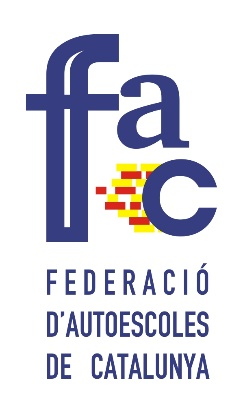 fac
FEDERACIÓ
D'AUTOESCOLES
DE CATALUNYA